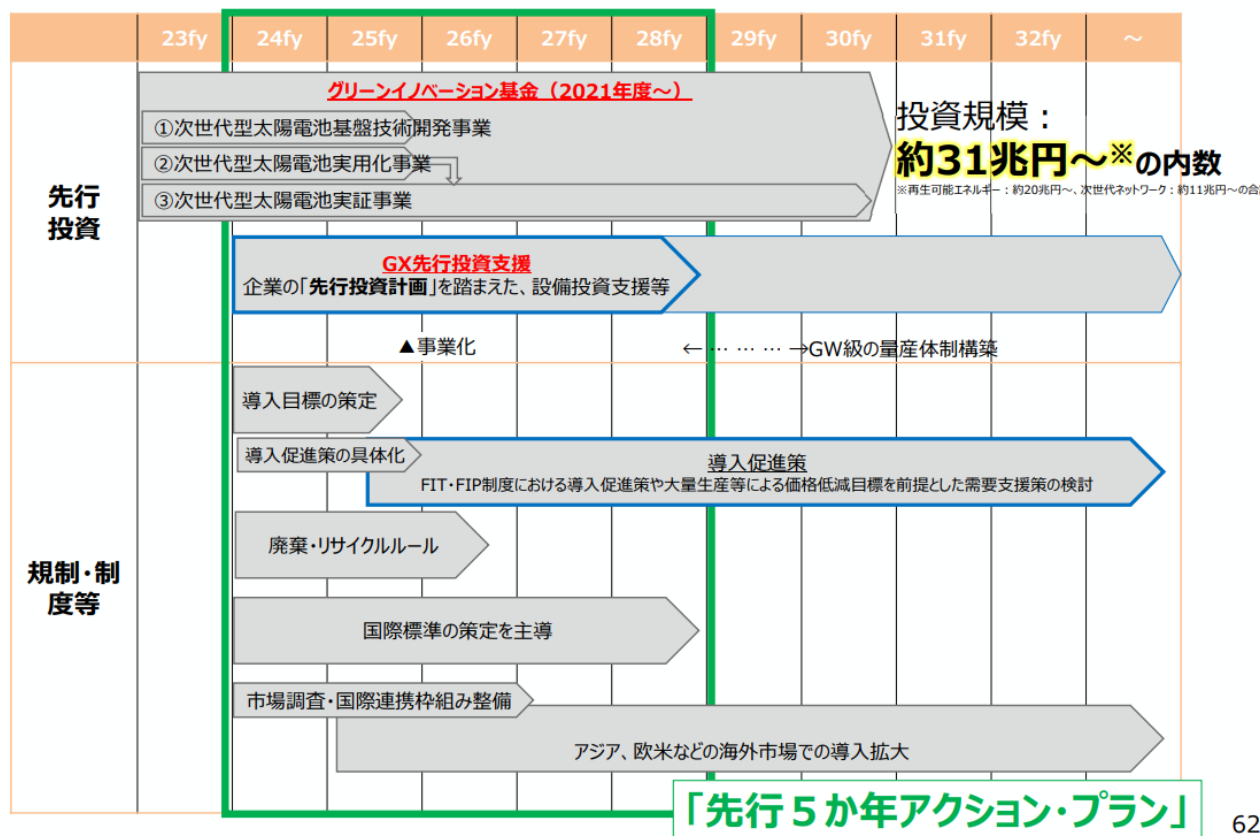 23fy 24fy 25fy 26fy 27fy 28fy 29fy 30fy 31fy 32fy ～
先行
投資
グリーンイノベーション基金（2021年度～）
①次世代型太陽電池基盤技術開発事業
②次世代型太陽電池実用化事業
③次世代型太陽電池実証事業
投資規模：
約31兆円～※の内数
※再生可能エネルギー：約20兆円～、次世代ネットワーク：約11兆円～の合
GX先行投資支援
企業の「先行投資計画」を踏まえた、設備投資支援等
▲事業化
← … … … →GW級の量産体制構築
規制・制
度等
導入目標の策定
導入促進策の具体化
導入促進策
FIT・FIP制度における導入促進策や大量生産等による価格低減目標を前提とした需要支援策の検討
廃棄・リサイクルルール
国際標準の策定を主導
市場調査・国際連携枠組み整備
アジア、欧米などの海外市場での導入拡大
「先行５か年アクション・プラン」
62